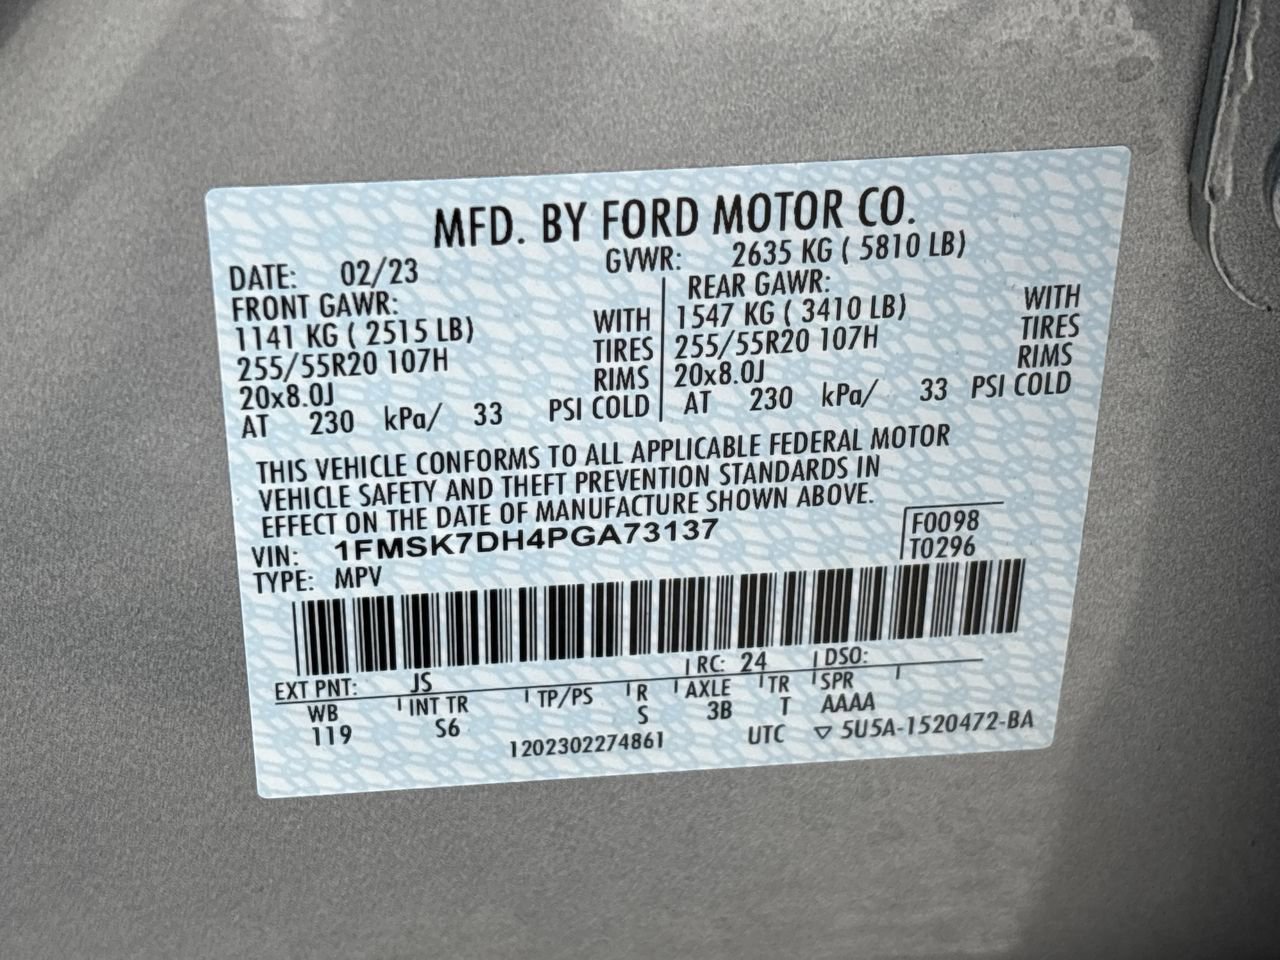 MFD. BY FORD MOTOR CO.
DATE: 02/23 GVWR: 2635 KG ( 5810 LB)
FRONT GAWR: REAR GAWR:
1141 KG ( 2515 LB) WITH 1547 KG ( 3410 LB) WITH
255/55R20 107H TIRES 255/55R20 107H TIRES
20x8.0J RIMS 20x8.0J RIMS
AT 230 kPa/ 33 PSI COLD AT 230 kPa/ 33 PSI COLD
THIS VEHICLE CONFORMS TO ALL APPLICABLE FEDERAL MOTOR
VEHICLE SAFETY AND THEFT PREVENTION STANDARDS IN
EFFECT ON THE DATE OF MANUFACTURE SHOWN ABOVE.
VIN: 1FMSK7DH4PGA73137 F0098
TYPE: MPV T0296
EXT PNT: JS RC: 24 DSO:
WB INT TR TP/PS R AXLE TR SPR
119 S6 S 3B T AAAA
1202302274861 UTC ▽ 5U5A-1520472-BA